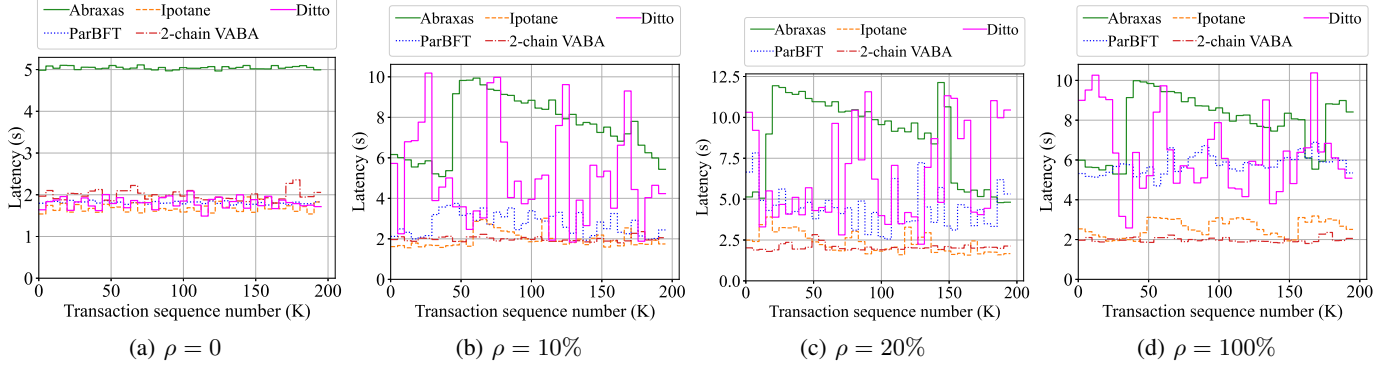 Abraxas Ipotane Ditto
ParBFT 2-chain VABA
Latency (s)
5
4
3
2
1
0
0 50 100 150 200
Transaction sequence number (K)
(a) ρ = 0
Abraxas Ipotane Ditto
ParBFT 2-chain VABA
Latency (s)
10
8
6
4
2
0
0 50 100 150 200
Transaction sequence number (K)
(b) ρ = 10%
Abraxas Ipotane Ditto
ParBFT 2-chain VABA
Latency (s)
12.5
10.0
7.5
5.0
2.5
0.0
0 50 100 150 200
Transaction sequence number (K)
(c) ρ = 20%
Abraxas Ipotane Ditto
ParBFT 2-chain VABA
Latency (s)
10
8
6
4
2
0
0 50 100 150 200
Transaction sequence number (K)
(d) ρ = 100%